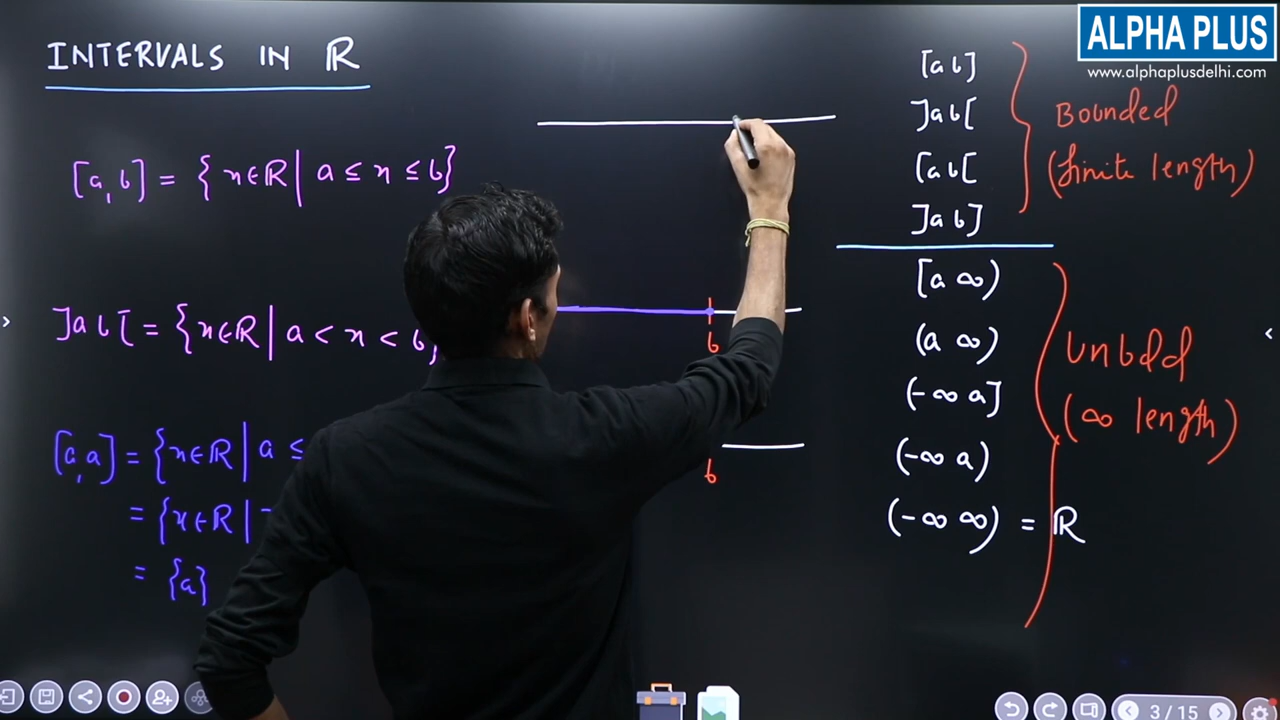 INTERVALS IN ℝ
[a, b] = { x∈ℝ | a ≤ x ≤ b}
]a b[ = { x∈ℝ | a < x < b}
[a, a] = { x∈ℝ | a ≤
= { x∈ℝ |
= {a}
b
b
[a b]
]a b[
[a b[
]a b]
Bounded
(finite length)
[a ∞)
(a ∞)
(-∞ a]
(-∞ a)
(-∞ ∞) = ℝ
Unbdd
(∞ length)
ALPHA PLUS
www.alphaplusdelhi.com
3 / 15